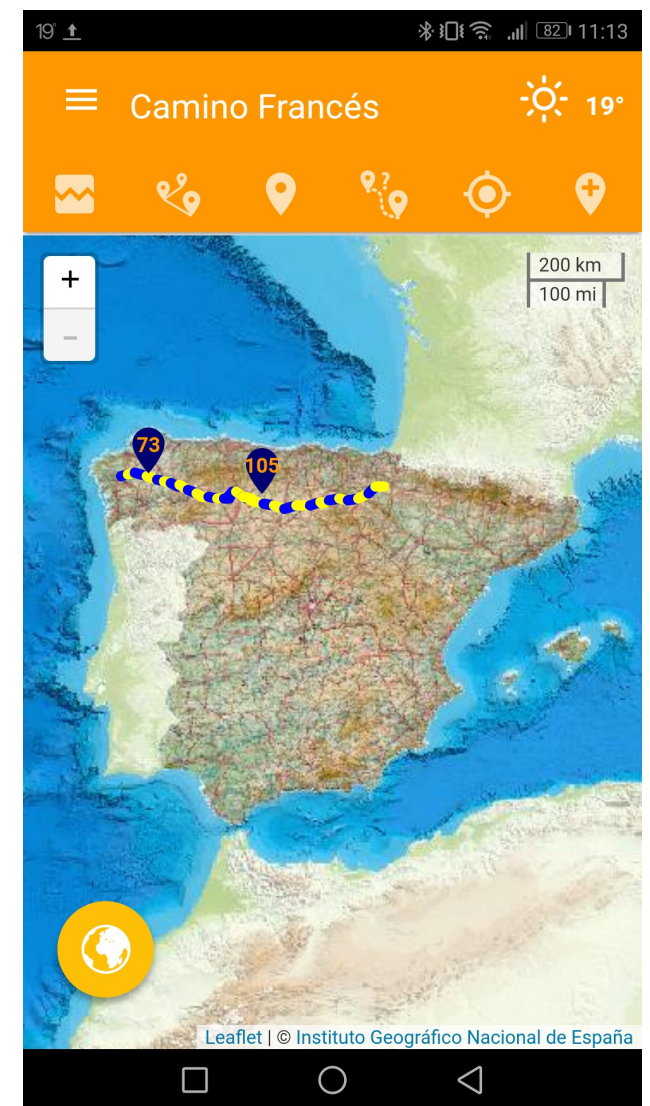 19°
82 11:13
Camino Francés
19°
?
+
−
200 km
100 mi
73
105
Leaflet | © Instituto Geográfico Nacional de España